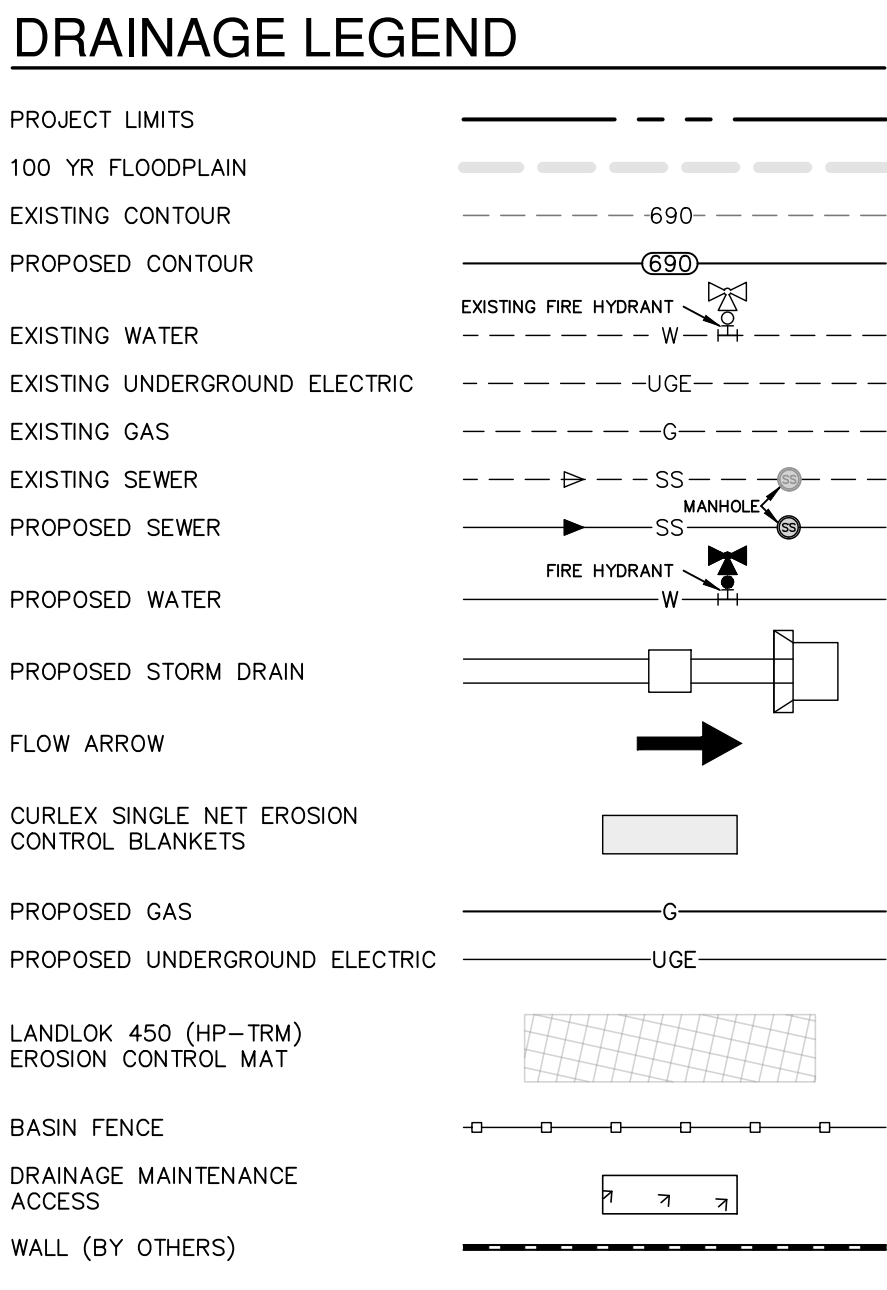 DRAINAGE LEGEND
PROJECT LIMITS
100 YR FLOODPLAIN
EXISTING CONTOUR
690
PROPOSED CONTOUR
690
EXISTING FIRE HYDRANT
EXISTING WATER
W
EXISTING UNDERGROUND ELECTRIC
UGE
EXISTING GAS
G
EXISTING SEWER
SS
SS
MANHOLE
PROPOSED SEWER
SS
SS
FIRE HYDRANT
PROPOSED WATER
W
PROPOSED STORM DRAIN
FLOW ARROW
CURLEX SINGLE NET EROSION
CONTROL BLANKETS
PROPOSED GAS
G
PROPOSED UNDERGROUND ELECTRIC
UGE
LANDLOK 450 (HP-TRM)
EROSION CONTROL MAT
BASIN FENCE
DRAINAGE MAINTENANCE
ACCESS
WALL (BY OTHERS)